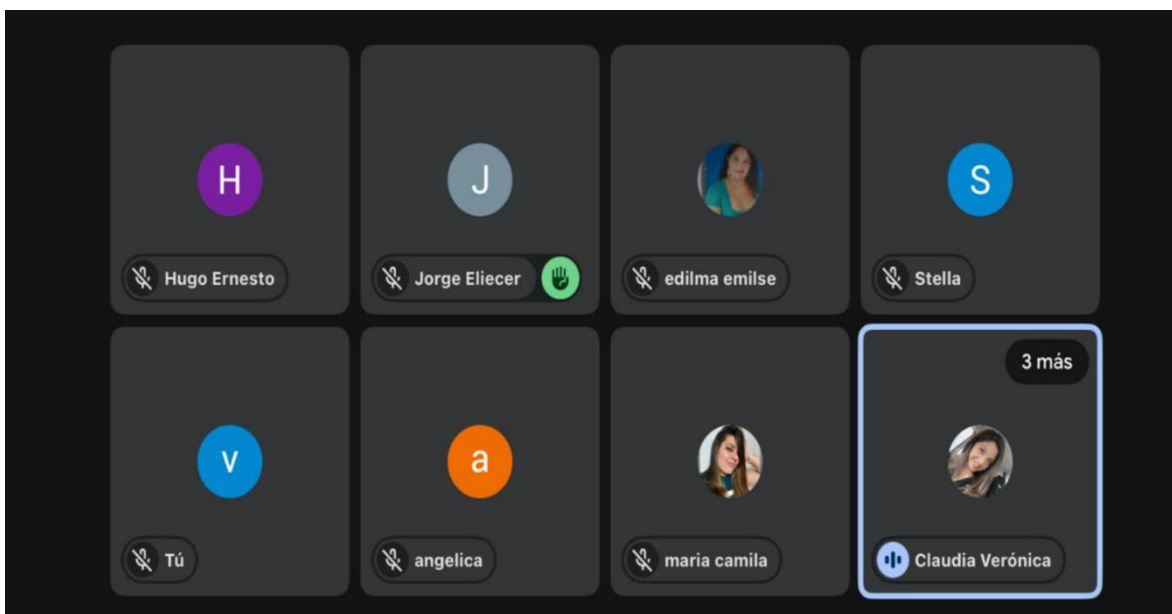 H
Hugo Ernesto
J
Jorge Eliecer
edilma emilse
S
Stella
v
Tú
a
angelica
maria camila
3 más
Claudia Verónica